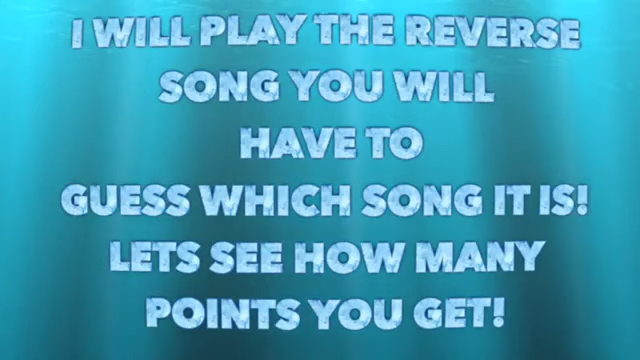 I WILL PLAY THE REVERSE
SONG YOU WILL
HAVE TO
GUESS WHICH SONG IT IS!
LETS SEE HOW MANY
POINTS YOU GET!